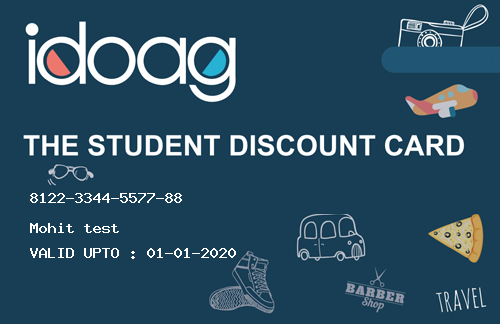 idoag
THE STUDENT DISCOUNT CARD
8122-3344-5577-88
Mohit test
VALID UPTO : 01-01-2020
BARBER
Shop
TRAVEL